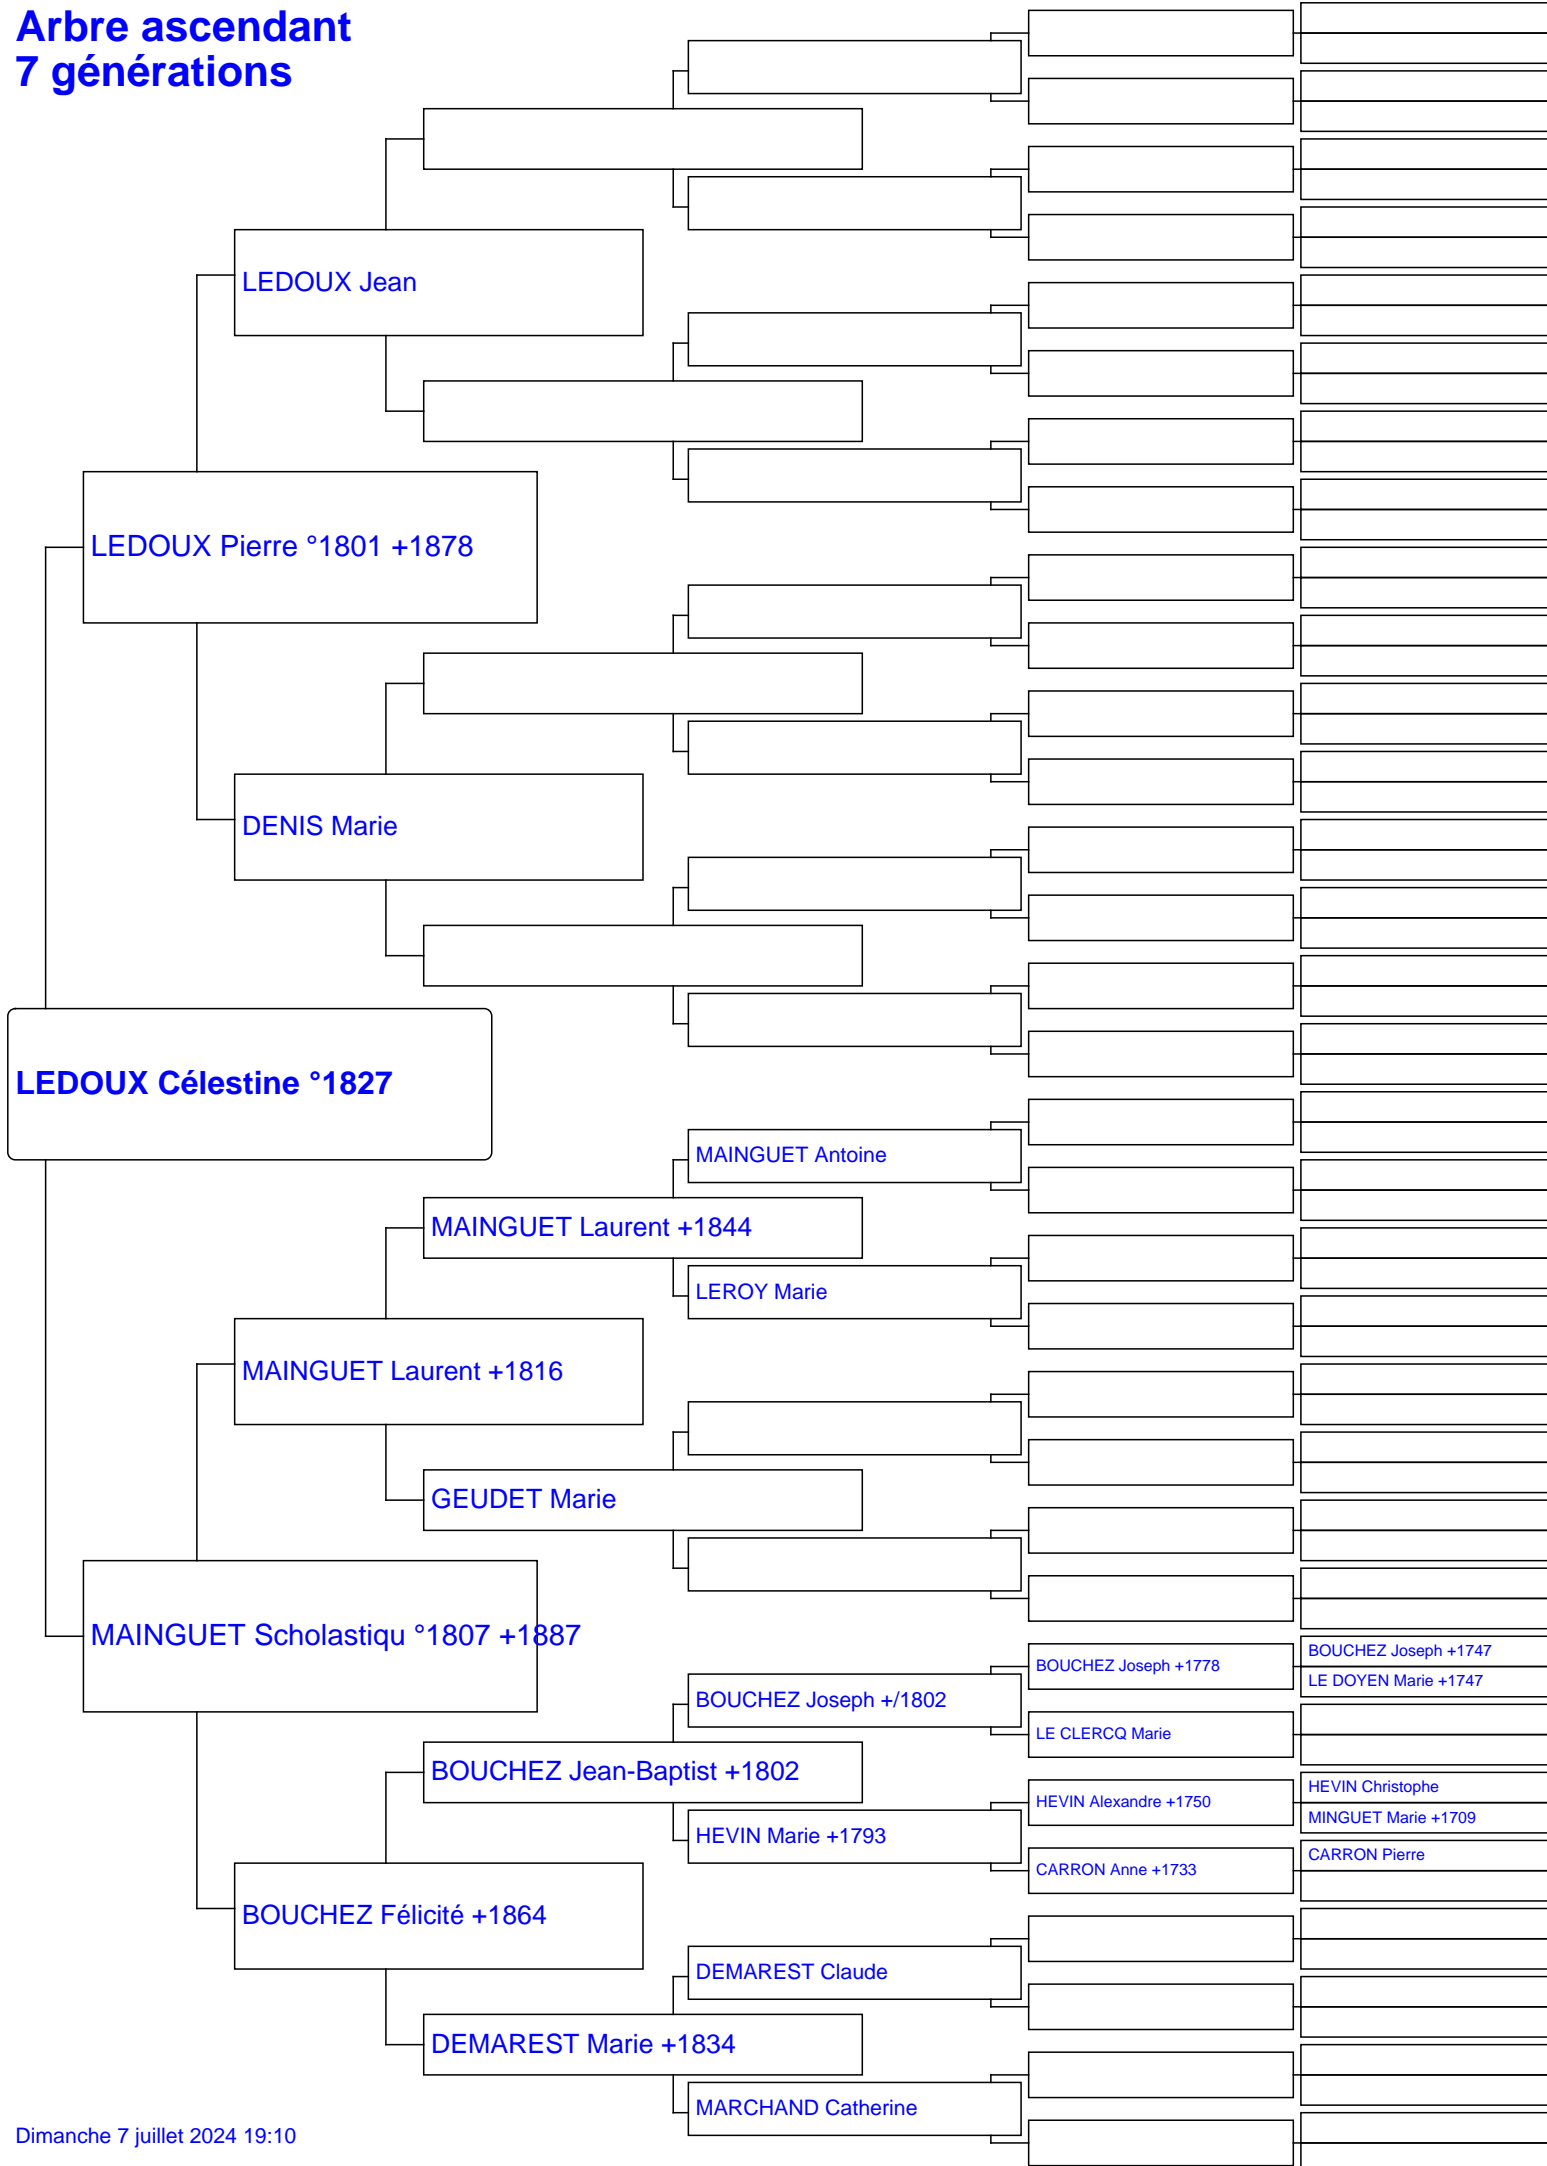 Arbre ascendant
7 générations
LEDOUX Jean
LEDOUX Pierre °1801 +1878
DENIS Marie
LEDOUX Célestine °1827
MAINGUET Antoine
MAINGUET Laurent +1844
LEROY Marie
MAINGUET Laurent +1816
GEUDET Marie
MAINGUET Scholastiqu °1807 +1887
BOUCHEZ Joseph +1747
BOUCHEZ Joseph +1778
LE DOYEN Marie +1747
BOUCHEZ Joseph +/1802
LE CLERCQ Marie
BOUCHEZ Jean-Baptist +1802
HEVIN Christophe
HEVIN Alexandre +1750
MINGUET Marie +1709
HEVIN Marie +1793
CARRON Pierre
CARRON Anne +1733
BOUCHEZ Félicité +1864
DEMAREST Claude
DEMAREST Marie +1834
MARCHAND Catherine
Dimanche 7 juillet 2024 19:10